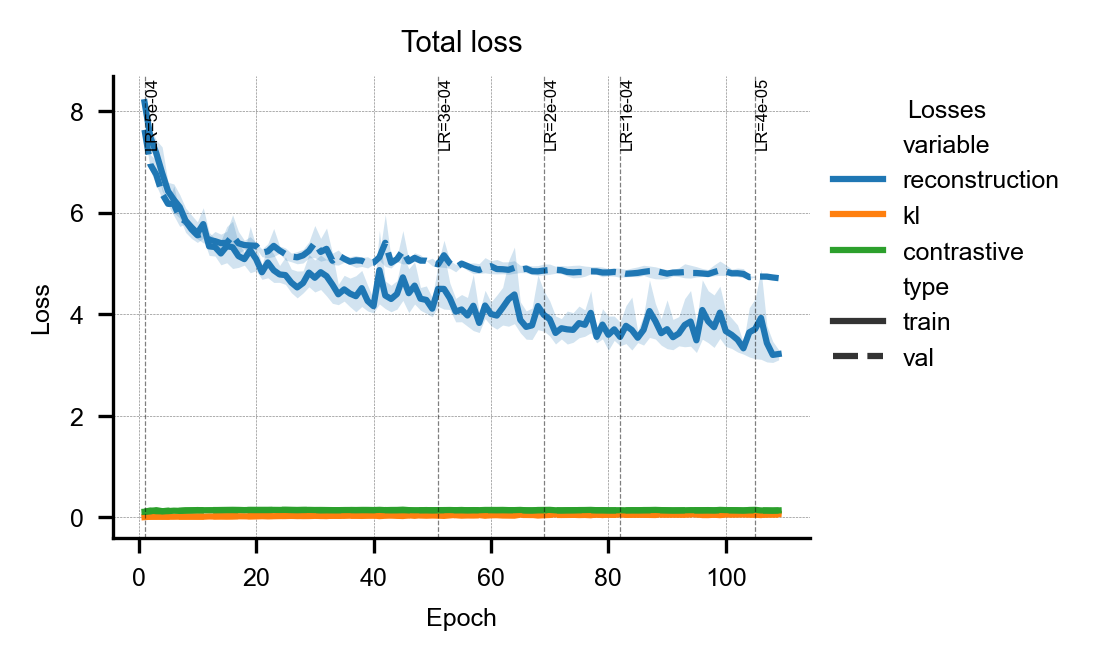 Total loss
LR=5e-04
LR=3e-04
LR=2e-04
LR=1e-04
LR=4e-05
8
6
4
2
0
Loss
0 20 40 60 80 100
Epoch
Losses
variable
reconstruction
kl
contrastive
type
train
val